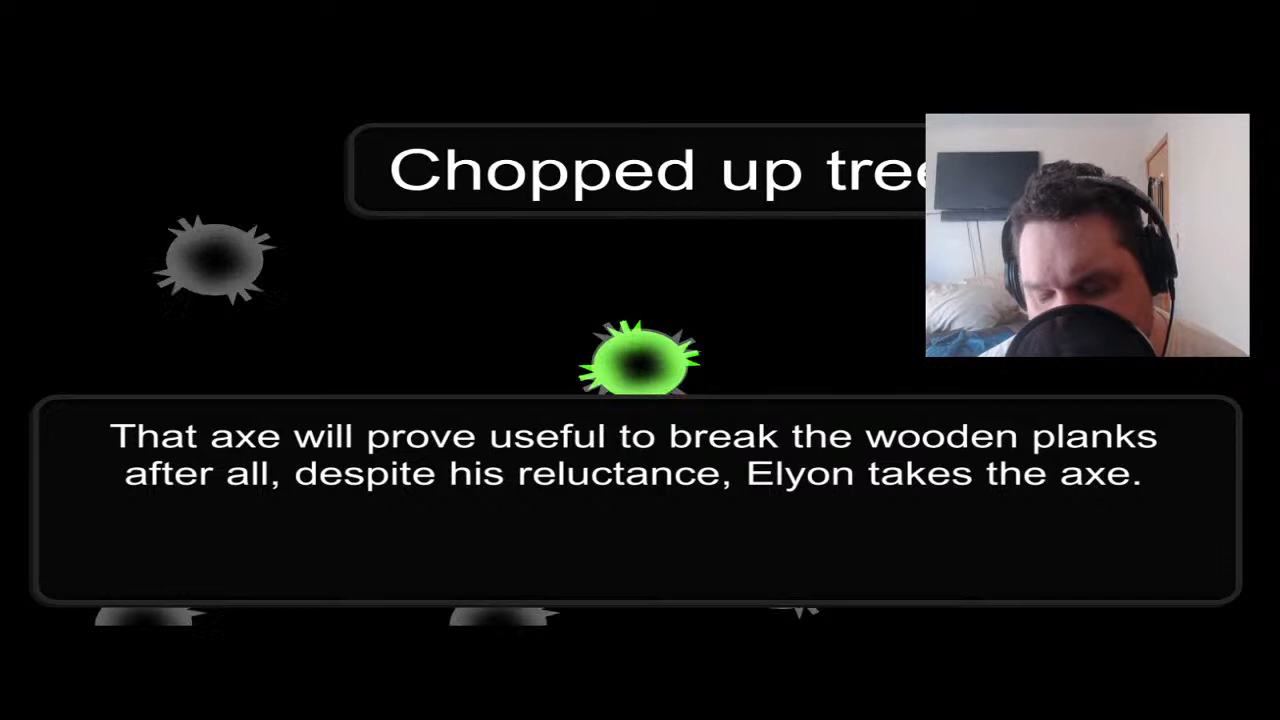 Chopped up tree
That axe will prove useful to break the wooden planks
after all, despite his reluctance, Elyon takes the axe.